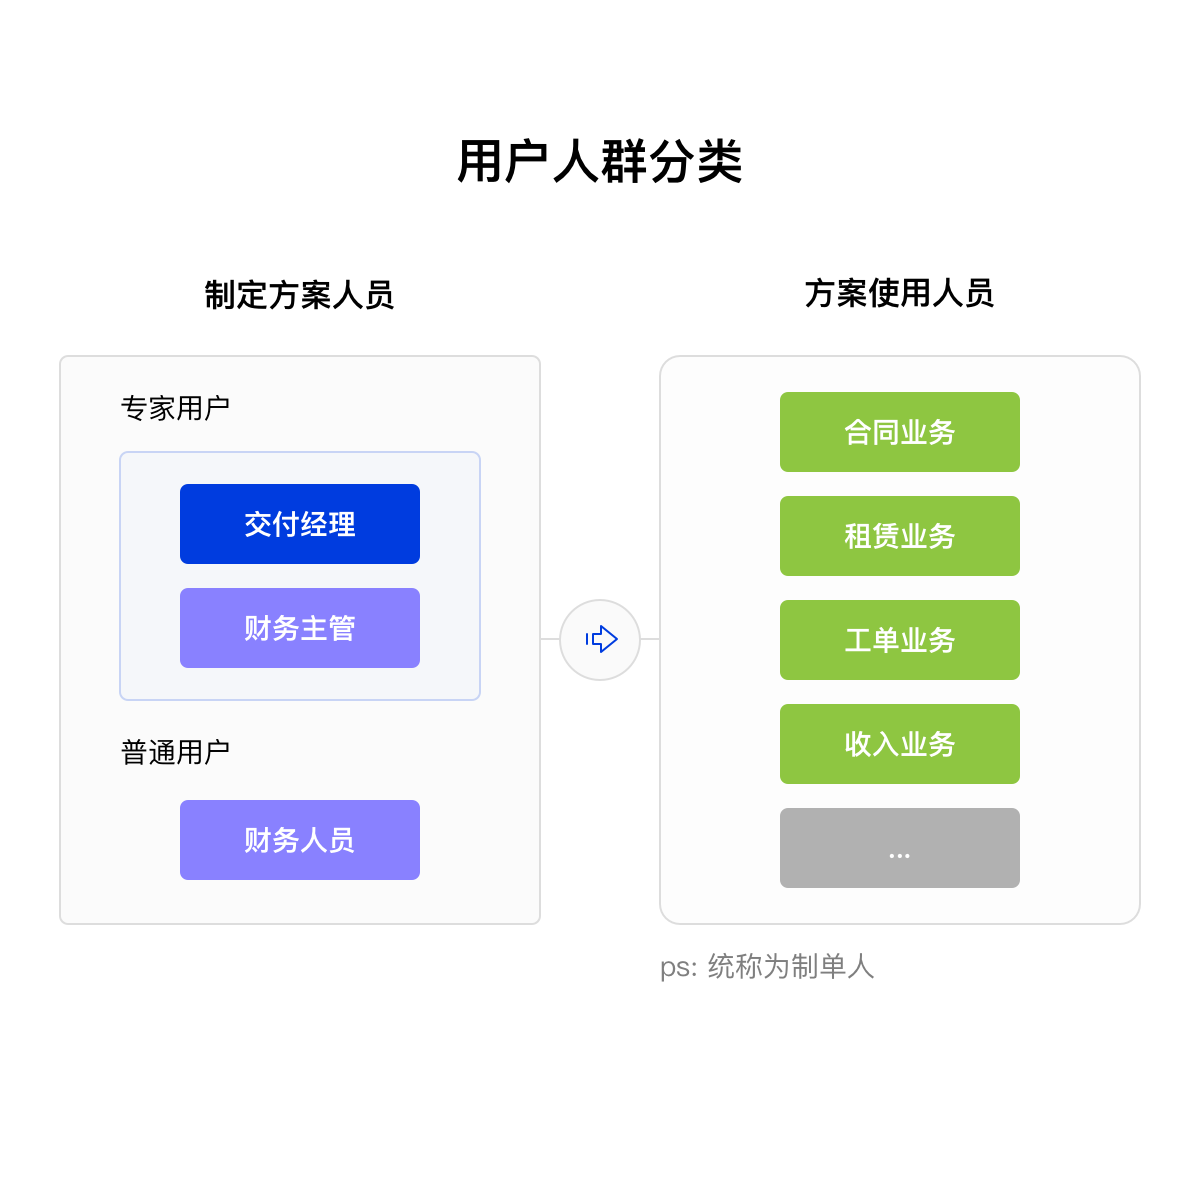 用户人群分类
制定方案人员
专家用户
交付经理
财务主管
普通用户
财务人员
方案使用人员
合同业务
租赁业务
工单业务
收入业务
...
ps: 统称为制单人